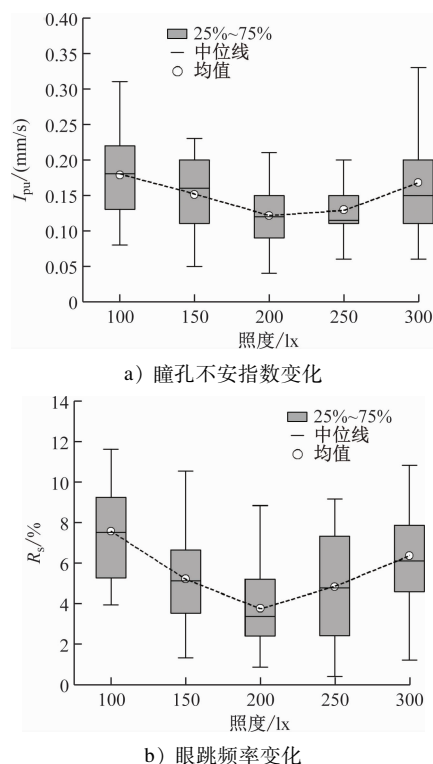 0.40
0.35
0.30
0.25
0.20
0.15
0.10
0.05
0
I_pu/(mm/s)
25%~75%
中位线
均值
100 150 200 250 300
照度/lx
a）瞳孔不安指数变化
14
12
10
8
6
4
2
0
R_s/%
25%~75%
中位线
均值
100 150 200 250 300
照度/lx
b）眼跳频率变化